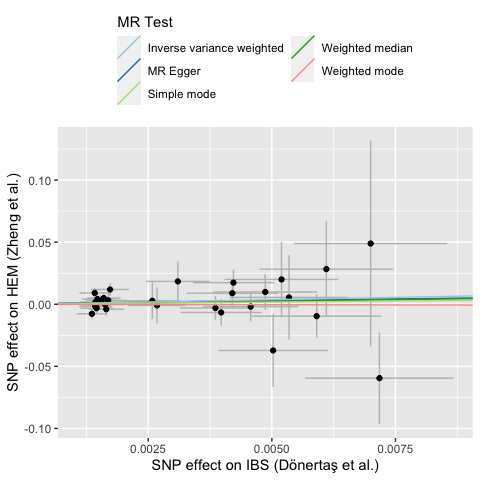 MR Test
Inverse variance weighted
Weighted median
MR Egger
Weighted mode
Simple mode
SNP effect on HEM (Zheng et al.)
0.10
0.05
0.00
-0.05
-0.10
0.0025
0.0050
0.0075
SNP effect on IBS (Dönertaş et al.)